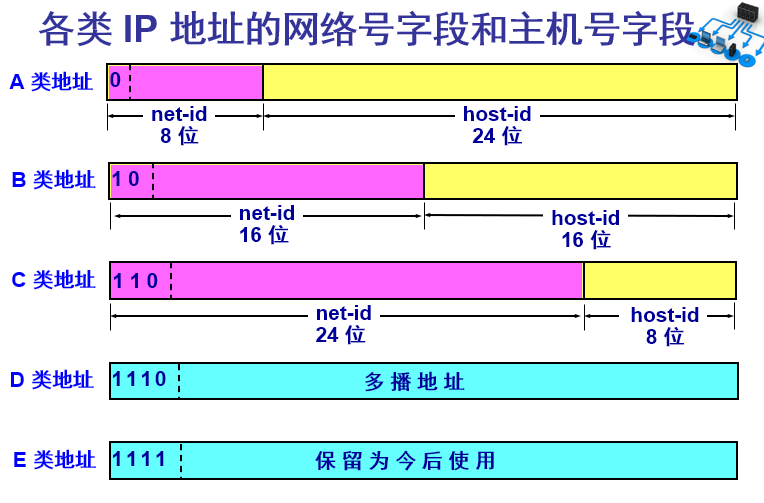 各类 IP 地址的网络号字段和主机号字段
A 类地址
0
net-id
8 位
host-id
24 位
B 类地址
1 0
net-id
16 位
host-id
16 位
C 类地址
1 1 0
net-id
24 位
host-id
8 位
D 类地址
1 1 1 0
多 播 地 址
E 类地址
1 1 1 1
保 留 为 今 后 使 用